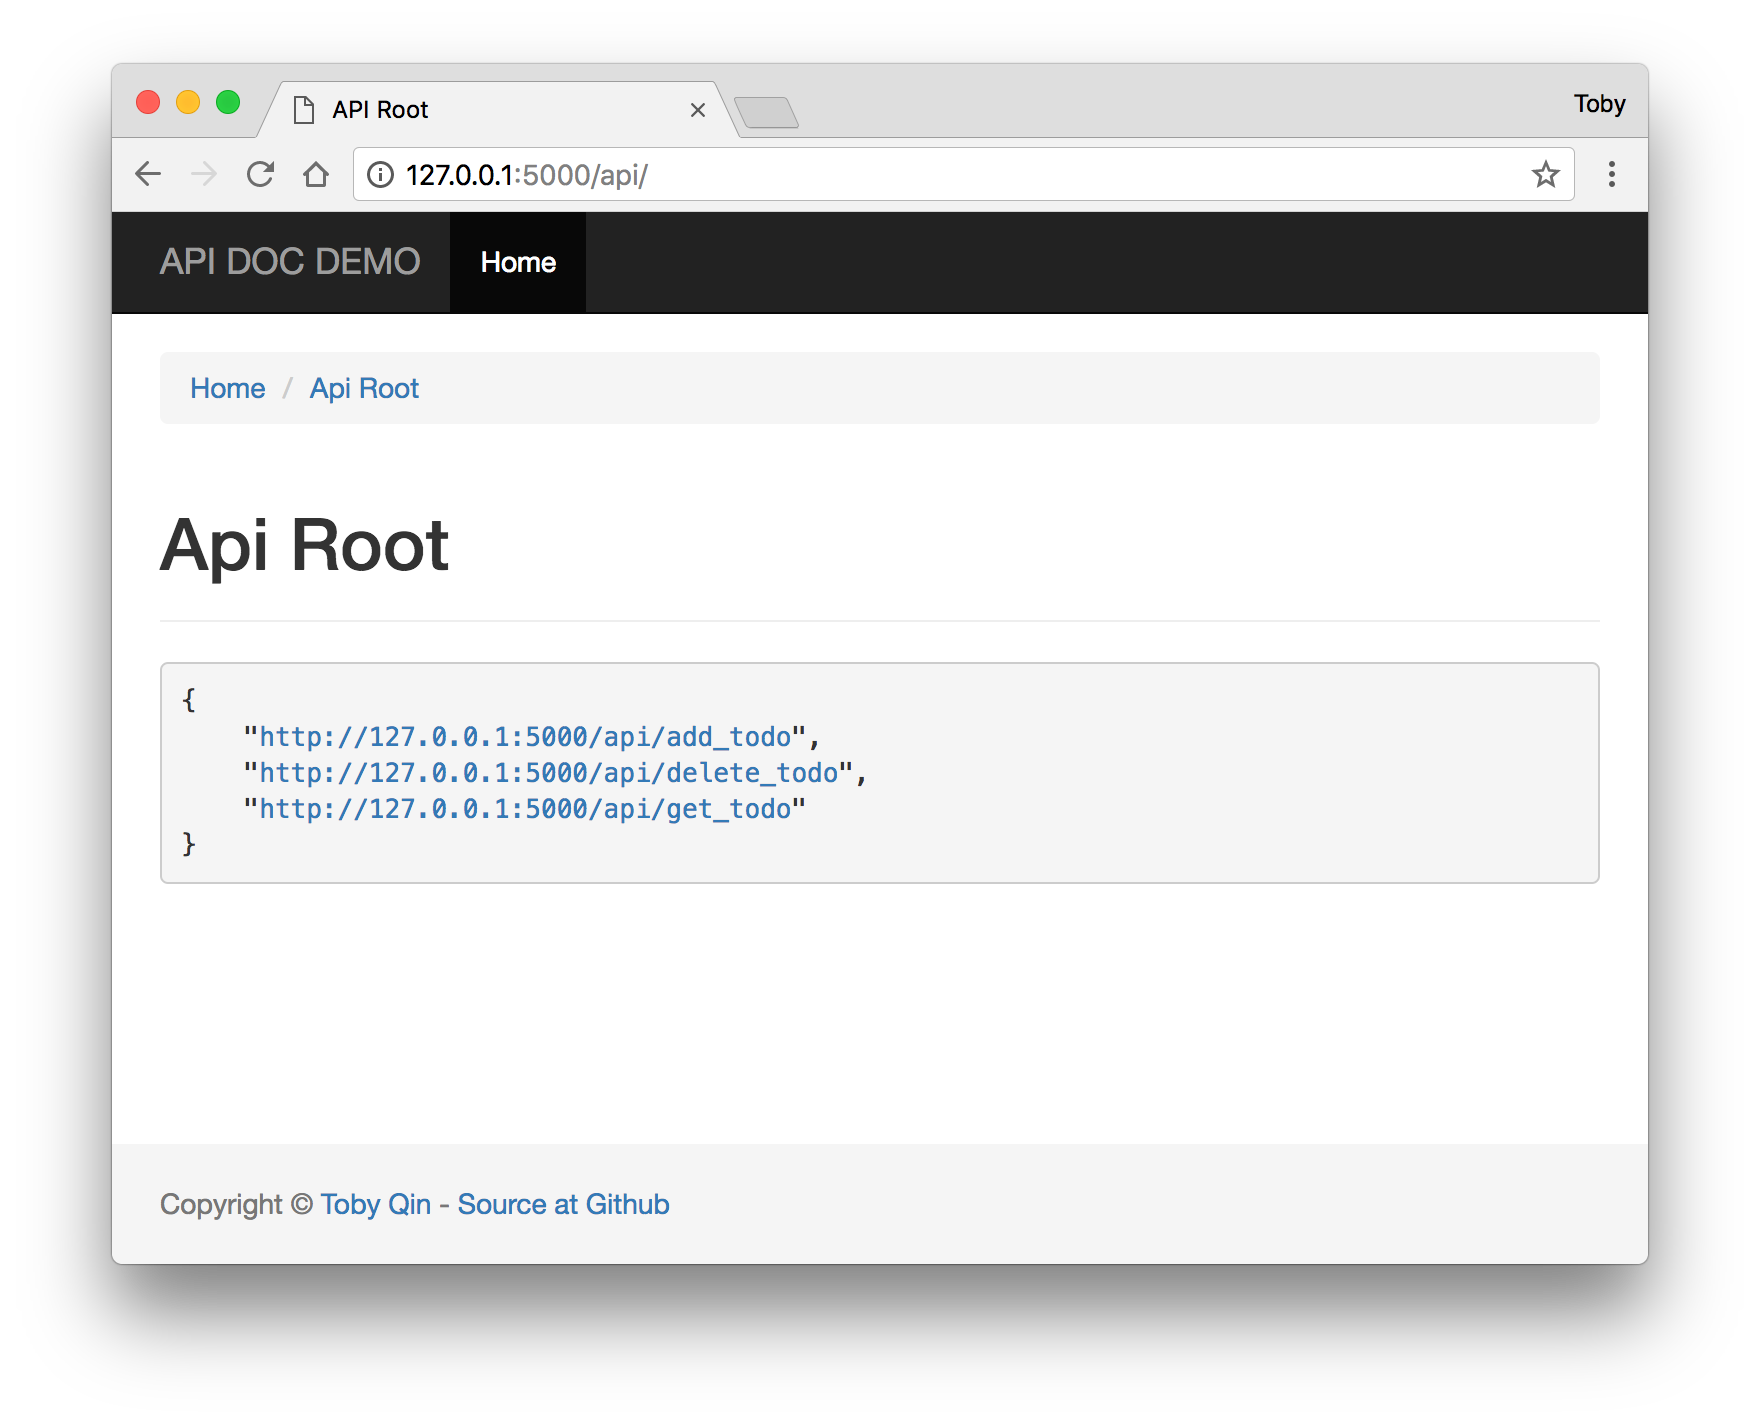 API Root
Toby
127.0.0.1:5000/api/
API DOC DEMO Home
Home / Api Root
Api Root
{
"http://127.0.0.1:5000/api/add_todo",
"http://127.0.0.1:5000/api/delete_todo",
"http://127.0.0.1:5000/api/get_todo"
}
Copyright © Toby Qin - Source at Github